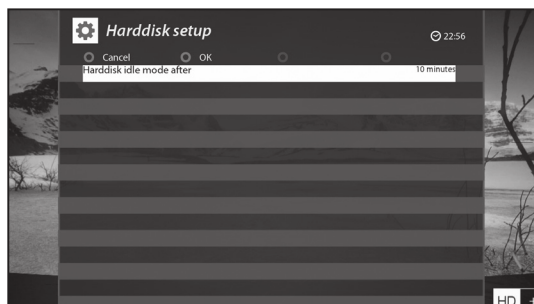 Harddisk setup
22:56
Cancel OK
Harddisk idle mode after 10 minutes
HD